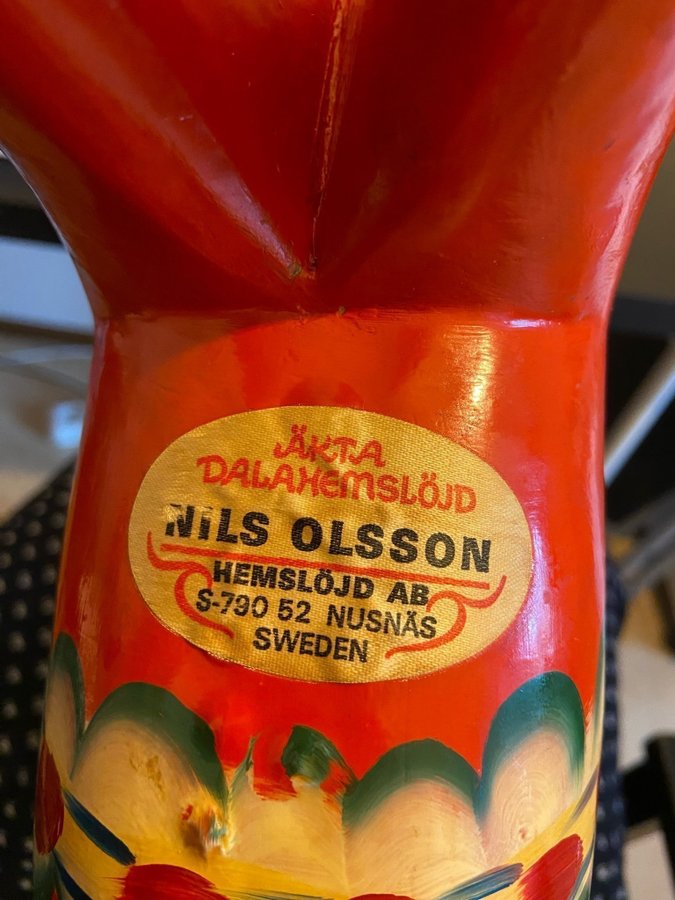 ÄKTA
DALAHEMSLÖJD
NILS OLSSON
HEMSLÖJD AB
S-790 52 NUSNÄS
SWEDEN